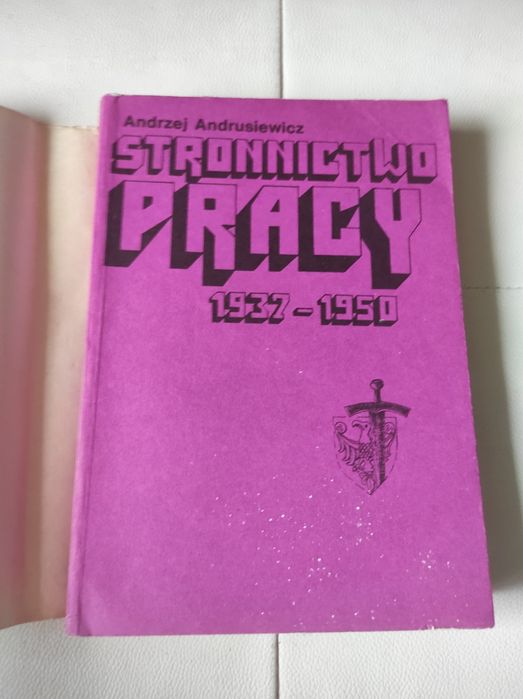 Andrzej Andrusiewicz
STRONNICTWO
PRACY
1937-1950